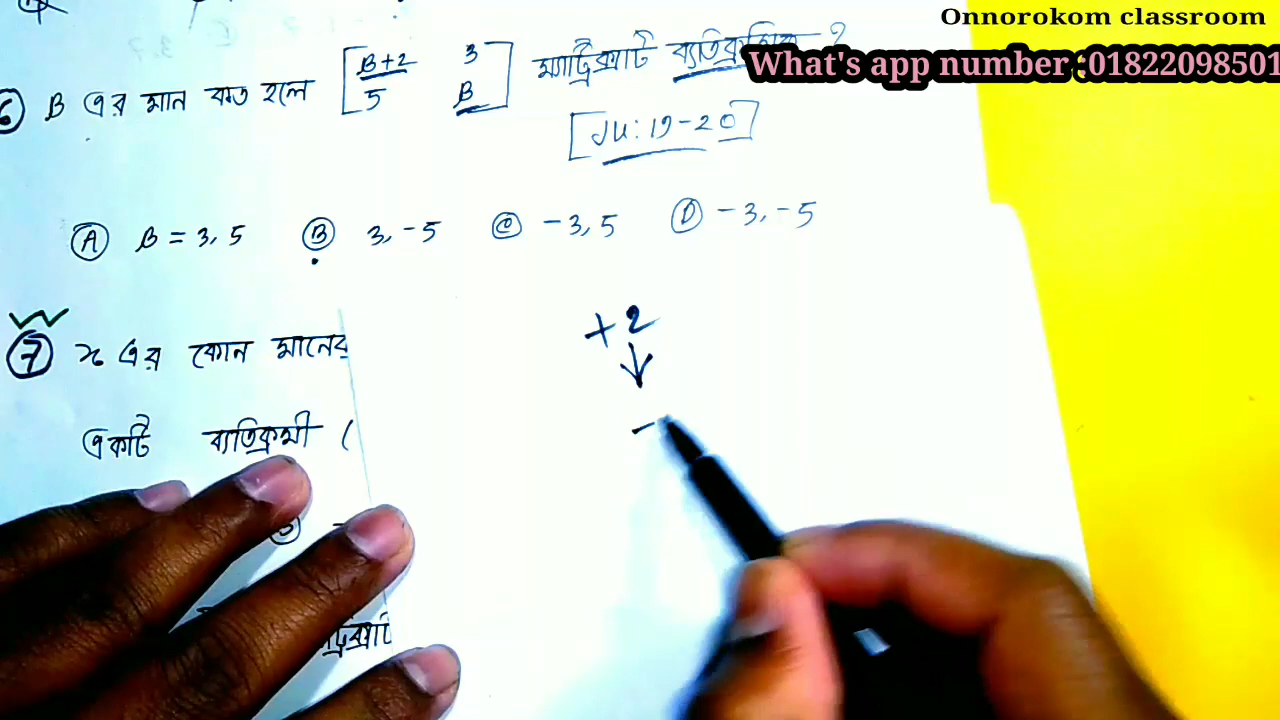 Onnorokom classroom
What's app number :01822098501
6 B এর মান কত হলে [B+2 3
5 B] ম্যাট্রিক্সটি ব্যতিক্রমিক ?
[JU: 19-20]
A B = 3, 5 B 3, -5 C -3, 5 D -3, -5
+2
↓
-
7 x এর কোন মানের
একটি ব্যতিক্রমী (